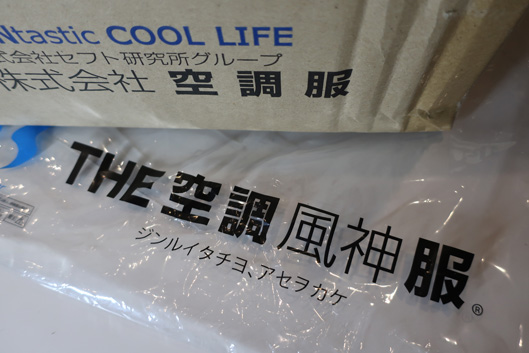 Ntastic COOL LIFE
式会社セフト研究所グループ
株式会社 空調服
THE空調風神服®
ジンルイタチヨ、アセヲカケ